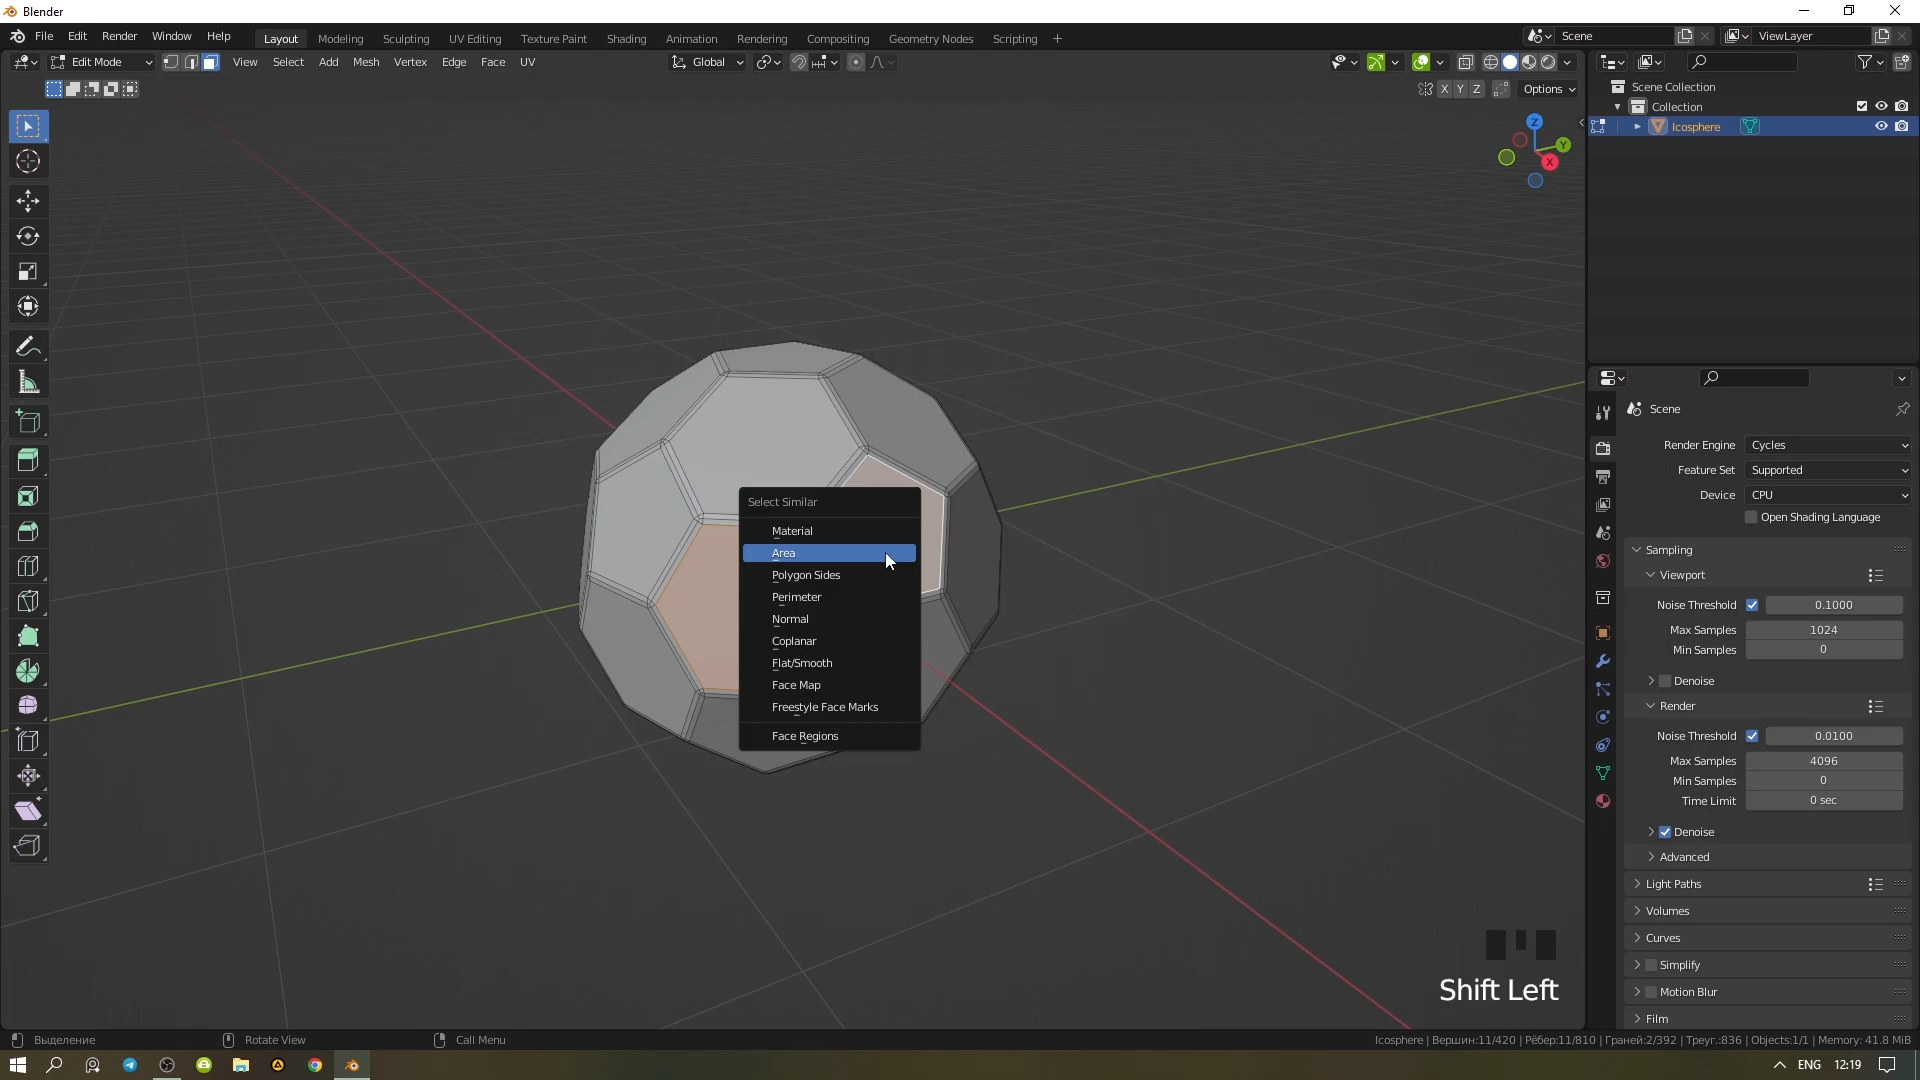 Blender
File Edit Render Window Help
Layout Modeling Sculpting UV Editing Texture Paint Shading Animation Rendering Compositing Geometry Nodes Scripting +
Scene
ViewLayer
Edit Mode
View Select Add Mesh Vertex Edge Face UV
Global
X Y Z
Options
Scene Collection
Collection
Icosphere
Z
Y
X
Scene
Render Engine Cycles
Feature Set Supported
Device CPU
Open Shading Language
Sampling
Viewport
Noise Threshold 0.1000
Max Samples 1024
Min Samples 0
Denoise
Render
Noise Threshold 0.0100
Max Samples 4096
Min Samples 0
Time Limit 0 sec
Denoise
Advanced
Light Paths
Volumes
Curves
Simplify
Motion Blur
Film
Select Similar
Material
Area
Polygon Sides
Perimeter
Normal
Coplanar
Flat/Smooth
Face Map
Freestyle Face Marks
Face Regions
Shift Left
Выделение
Rotate View
Call Menu
Icosphere | Вершин:11/420 | Рёбер:11/810 | Граней:2/392 | Треуг.:836 | Objects:1/1 | Memory: 41.8 MiB
ENG 12:19